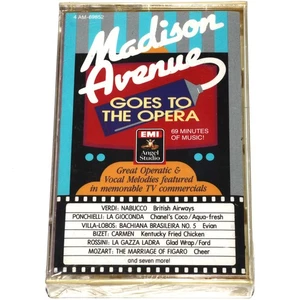 4 AM-49852
Madison
Avenue
GOES TO
THE OPERA
EMI
Angel
Studio
69 MINUTES
OF MUSIC!
Great Operatic &
Vocal Melodies featured
in memorable TV commercials
VERDI: NABUCCO British Airways
PONCHIELLI: LA GIOCONDA Chanel's Coco/Aqua-fresh
VILLA-LOBOS: BACHIANA BRASILEIRA NO. 5 Evian
BIZET: CARMEN Kentucky Fried Chicken
ROSSINI: LA GAZZA LADRA Glad Wrap/Ford
MOZART: THE MARRIAGE OF FIGARO Cheer
and seven more!